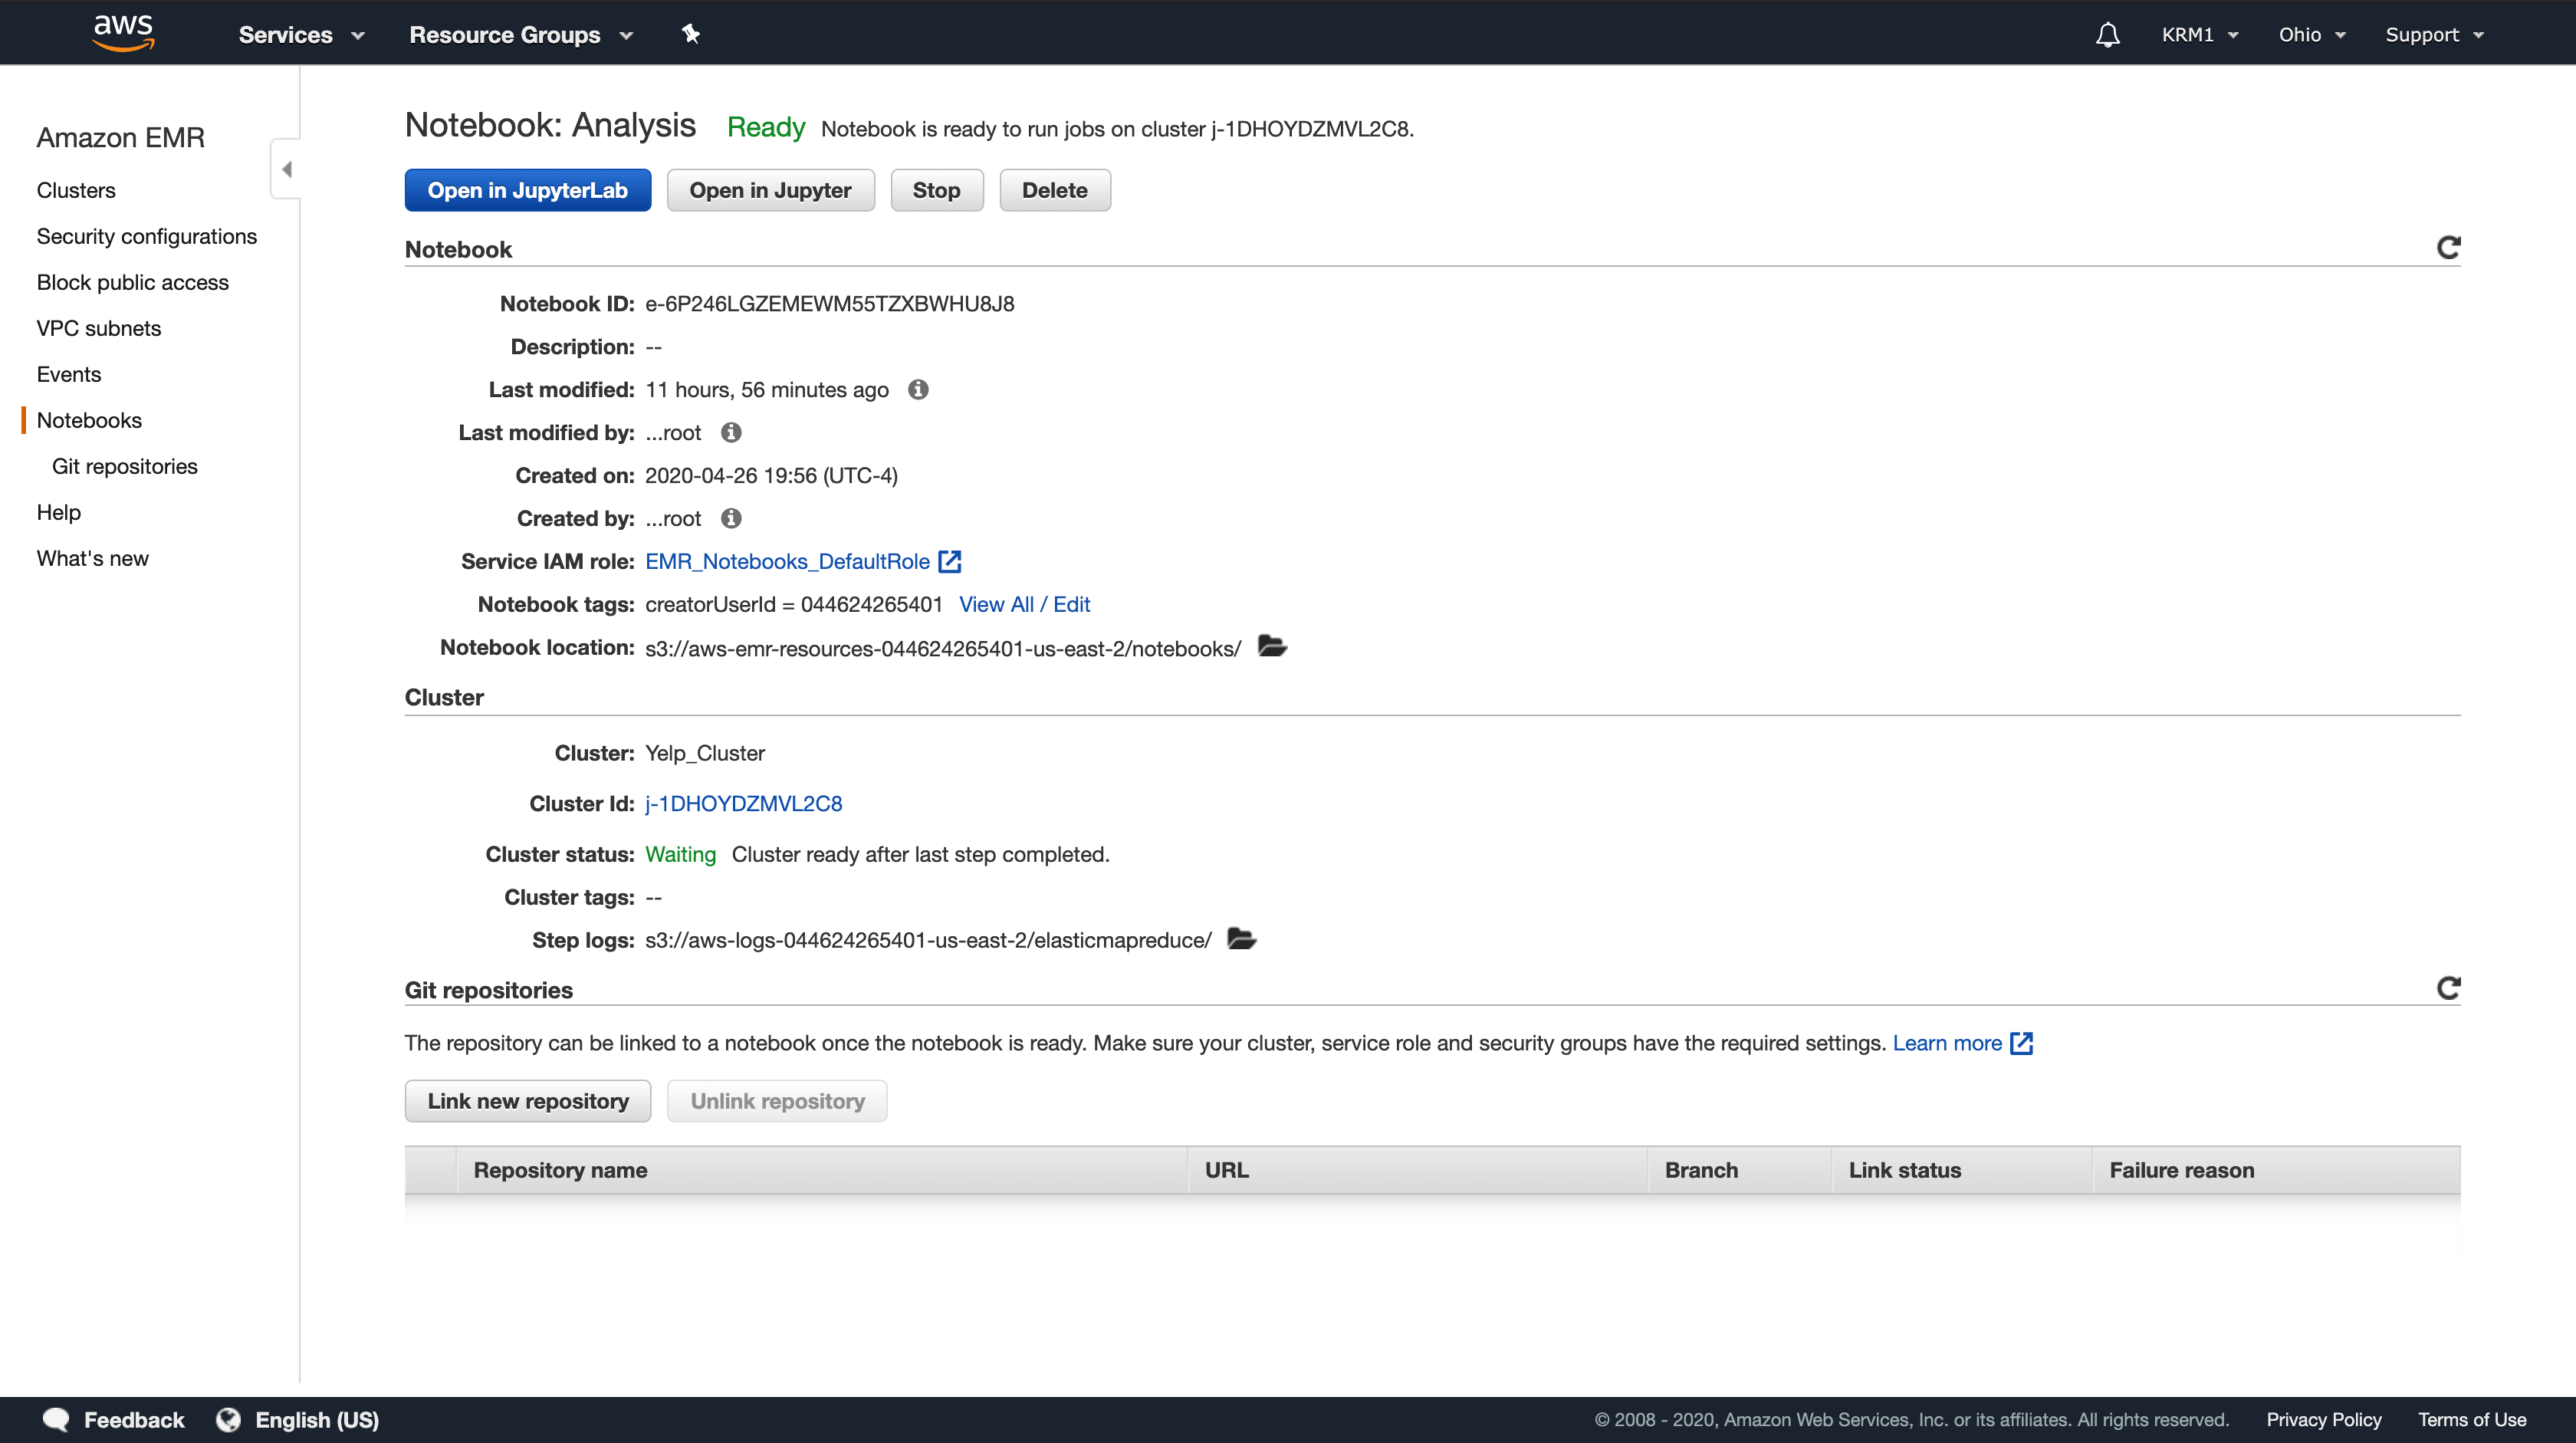 aws Services Resource Groups KRM1 Ohio Support
Amazon EMR
Clusters
Security configurations
Block public access
VPC subnets
Events
Notebooks
Git repositories
Help
What's new
Notebook: Analysis Ready Notebook is ready to run jobs on cluster j-1DHOYDZMVL2C8.
Open in JupyterLab Open in Jupyter Stop Delete
Notebook
Notebook ID: e-6P246LGZEMEWM55TZXBWHU8J8
Description: --
Last modified: 11 hours, 56 minutes ago
Last modified by: ...root
Created on: 2020-04-26 19:56 (UTC-4)
Created by: ...root
Service IAM role: EMR_Notebooks_DefaultRole
Notebook tags: creatorUserId = 044624265401 View All / Edit
Notebook location: s3://aws-emr-resources-044624265401-us-east-2/notebooks/
Cluster
Cluster: Yelp_Cluster
Cluster Id: j-1DHOYDZMVL2C8
Cluster status: Waiting Cluster ready after last step completed.
Cluster tags: --
Step logs: s3://aws-logs-044624265401-us-east-2/elasticmapreduce/
Git repositories
The repository can be linked to a notebook once the notebook is ready. Make sure your cluster, service role and security groups have the required settings. Learn more
Link new repository Unlink repository
Repository name URL Branch Link status Failure reason
Feedback English (US) © 2008 - 2020, Amazon Web Services, Inc. or its affiliates. All rights reserved. Privacy Policy Terms of Use